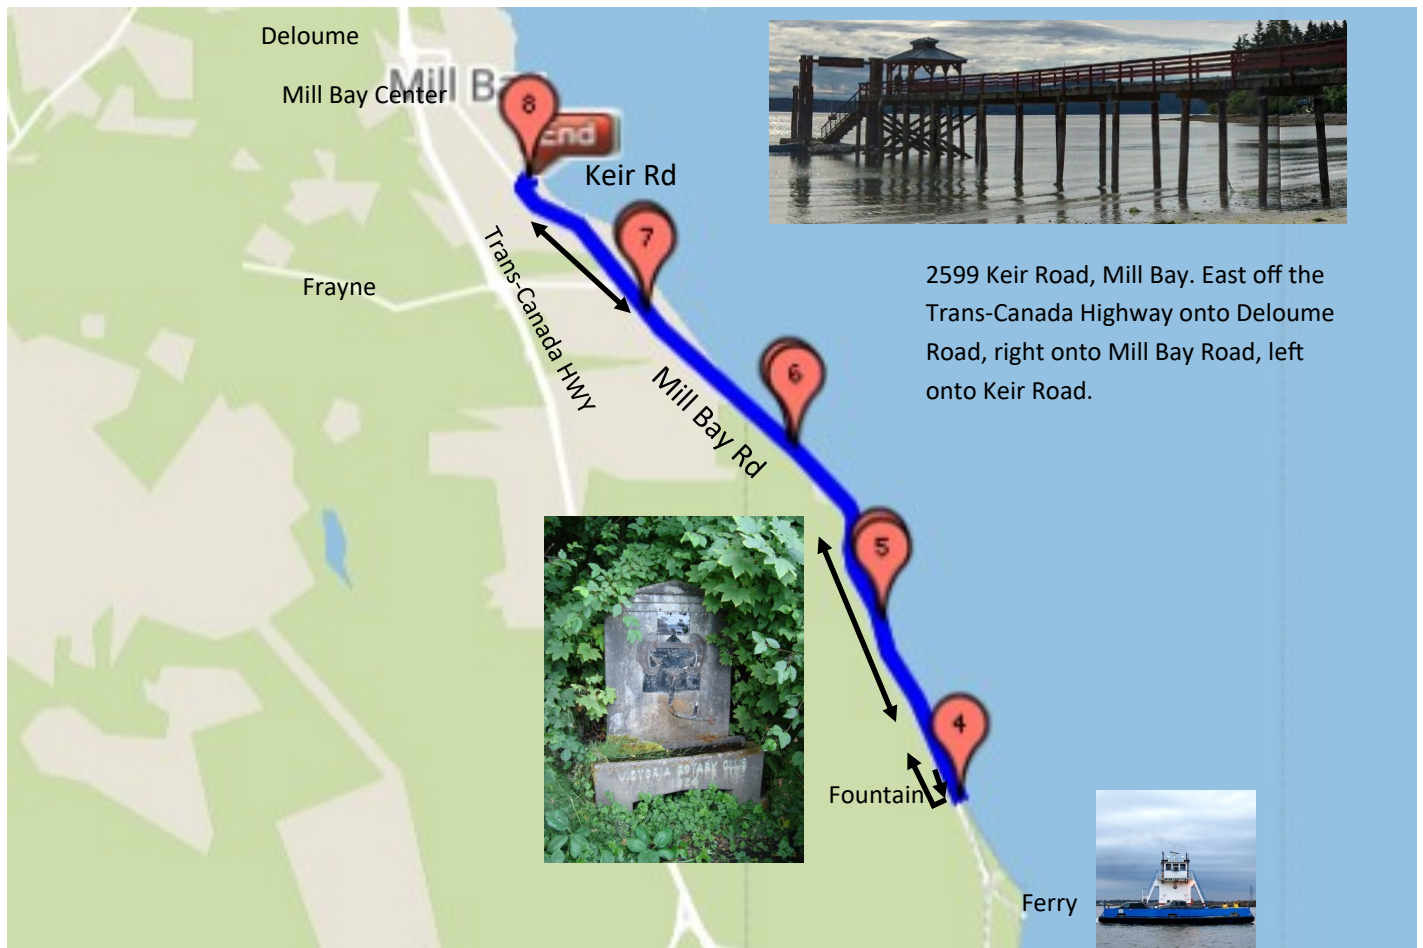 Deloume
Mill Bay
Mill Bay Center
8
End
Keir Rd
7
Trans-Canada HWY
Frayne
2599 Keir Road, Mill Bay. East off the
Trans-Canada Highway onto Deloume
Road, right onto Mill Bay Road, left
onto Keir Road.
6
Mill Bay Rd
5
4
VICTORIA ROTARY CLUB
1924
Fountain
Ferry